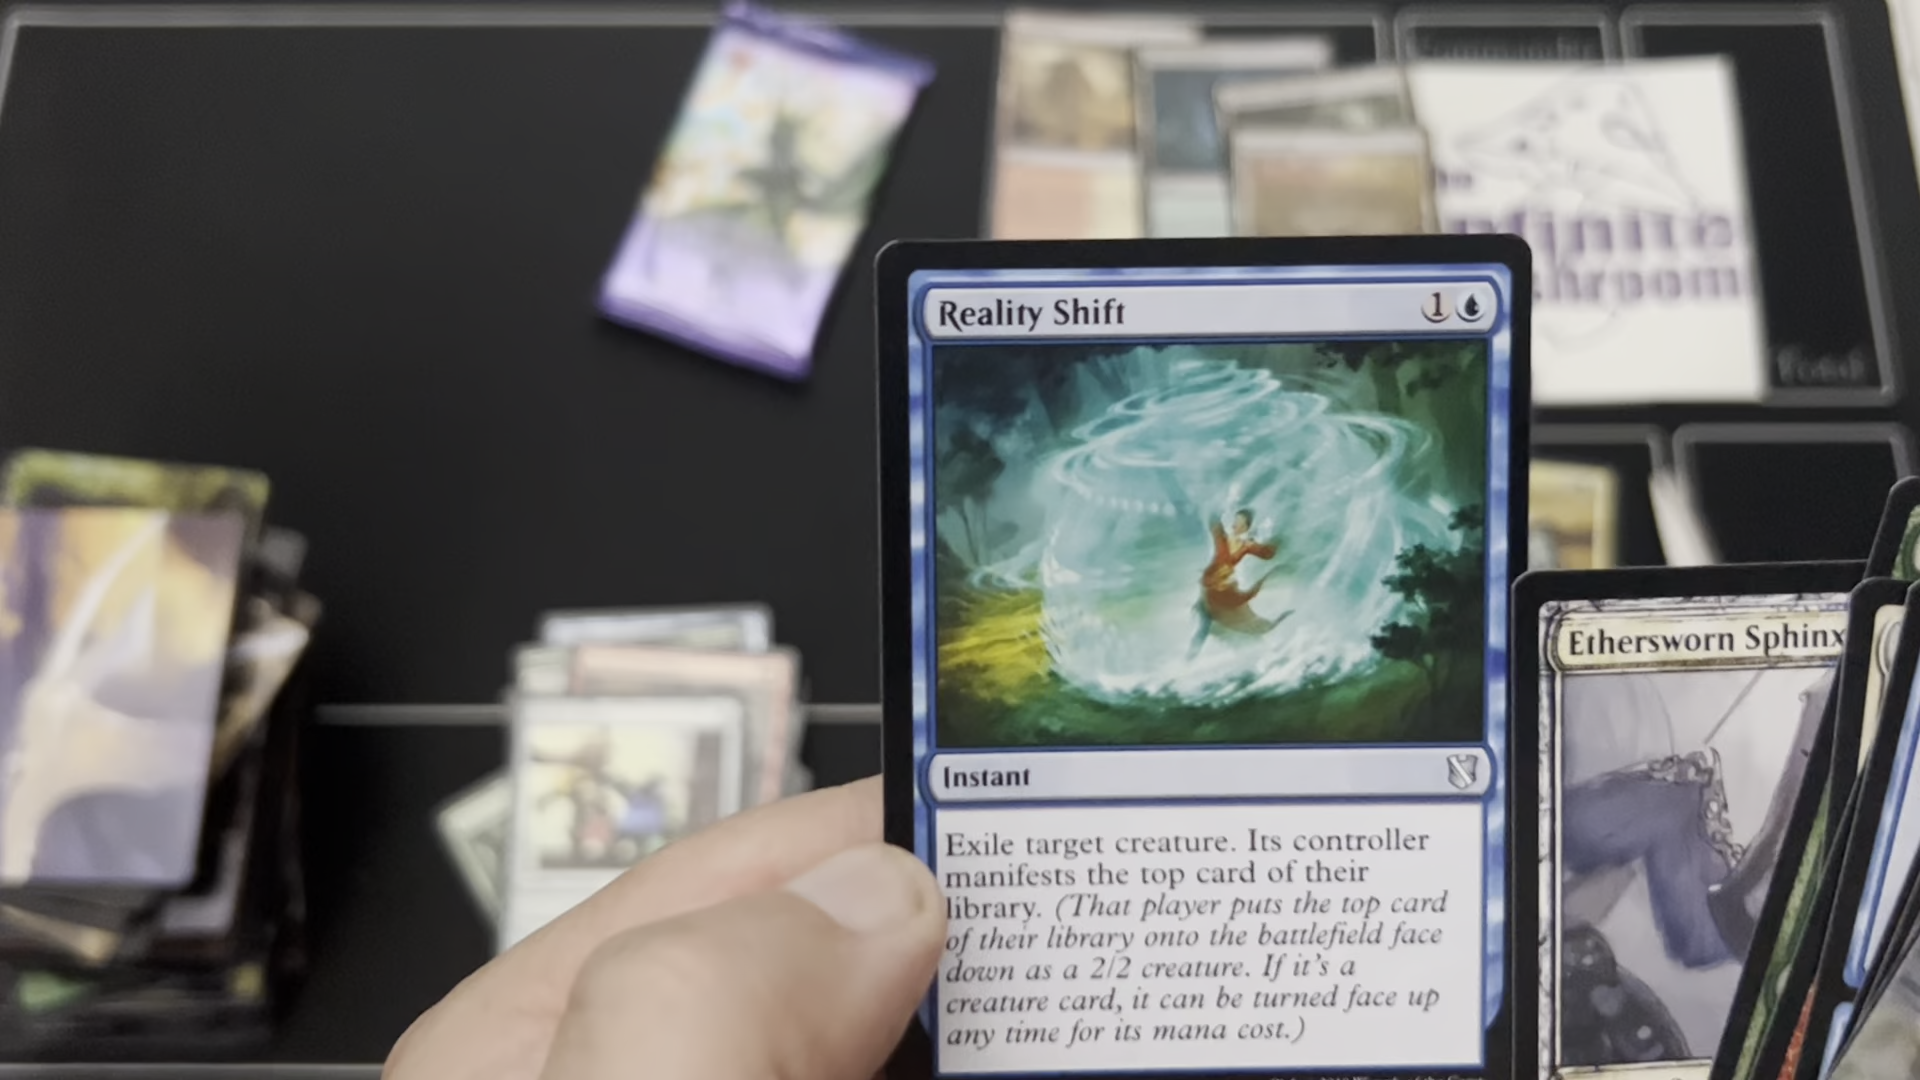 Commander
Infinite
Reality Shift
1
Instant
Exile target creature. Its controller
manifests the top card of their
library. (That player puts the top card
of their library onto the battlefield face
down as a 2/2 creature. If it's a
creature card, it can be turned face up
any time for its mana cost.)
Ethersworn Sphinx